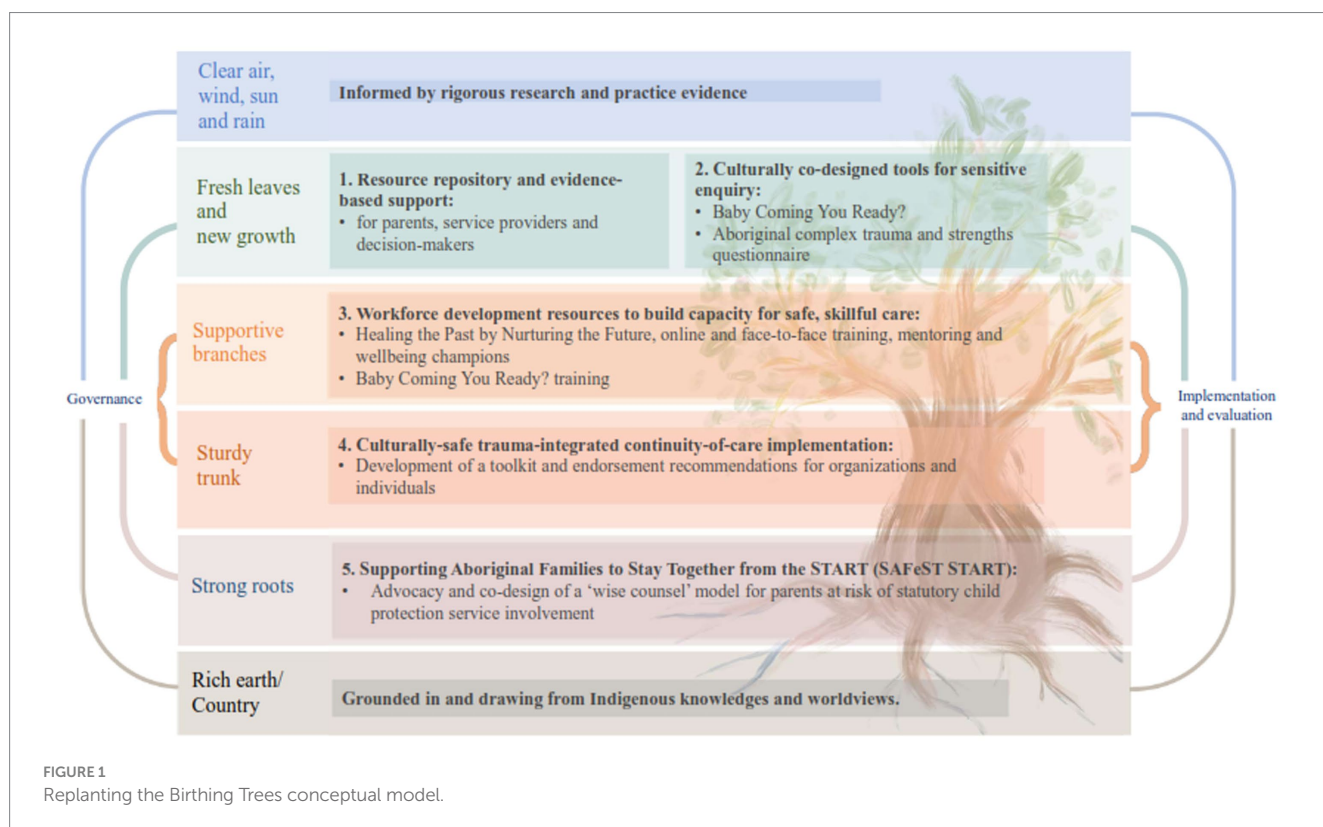 Clear air,
wind, sun
and rain
Informed by rigorous research and practice evidence
Fresh leaves
and
new growth
1. Resource repository and evidence-
based support:
• for parents, service providers and
decision-makers
2. Culturally co-designed tools for sensitive
enquiry:
• Baby Coming You Ready?
• Aboriginal complex trauma and strengths
questionnaire
Supportive
branches
3. Workforce development resources to build capacity for safe, skillful care:
• Healing the Past by Nurturing the Future, online and face-to-face training, mentoring and
wellbeing champions
• Baby Coming You Ready? training
Governance
Implementation
and evaluation
Sturdy
trunk
4. Culturally-safe trauma-integrated continuity-of-care implementation:
• Development of a toolkit and endorsement recommendations for organizations and
individuals
Strong roots
5. Supporting Aboriginal Families to Stay Together from the START (SAFeST START):
• Advocacy and co-design of a ‘wise counsel’ model for parents at risk of statutory child
protection service involvement
Rich earth/
Country
Grounded in and drawing from Indigenous knowledges and worldviews.
FIGURE 1
Replanting the Birthing Trees conceptual model.